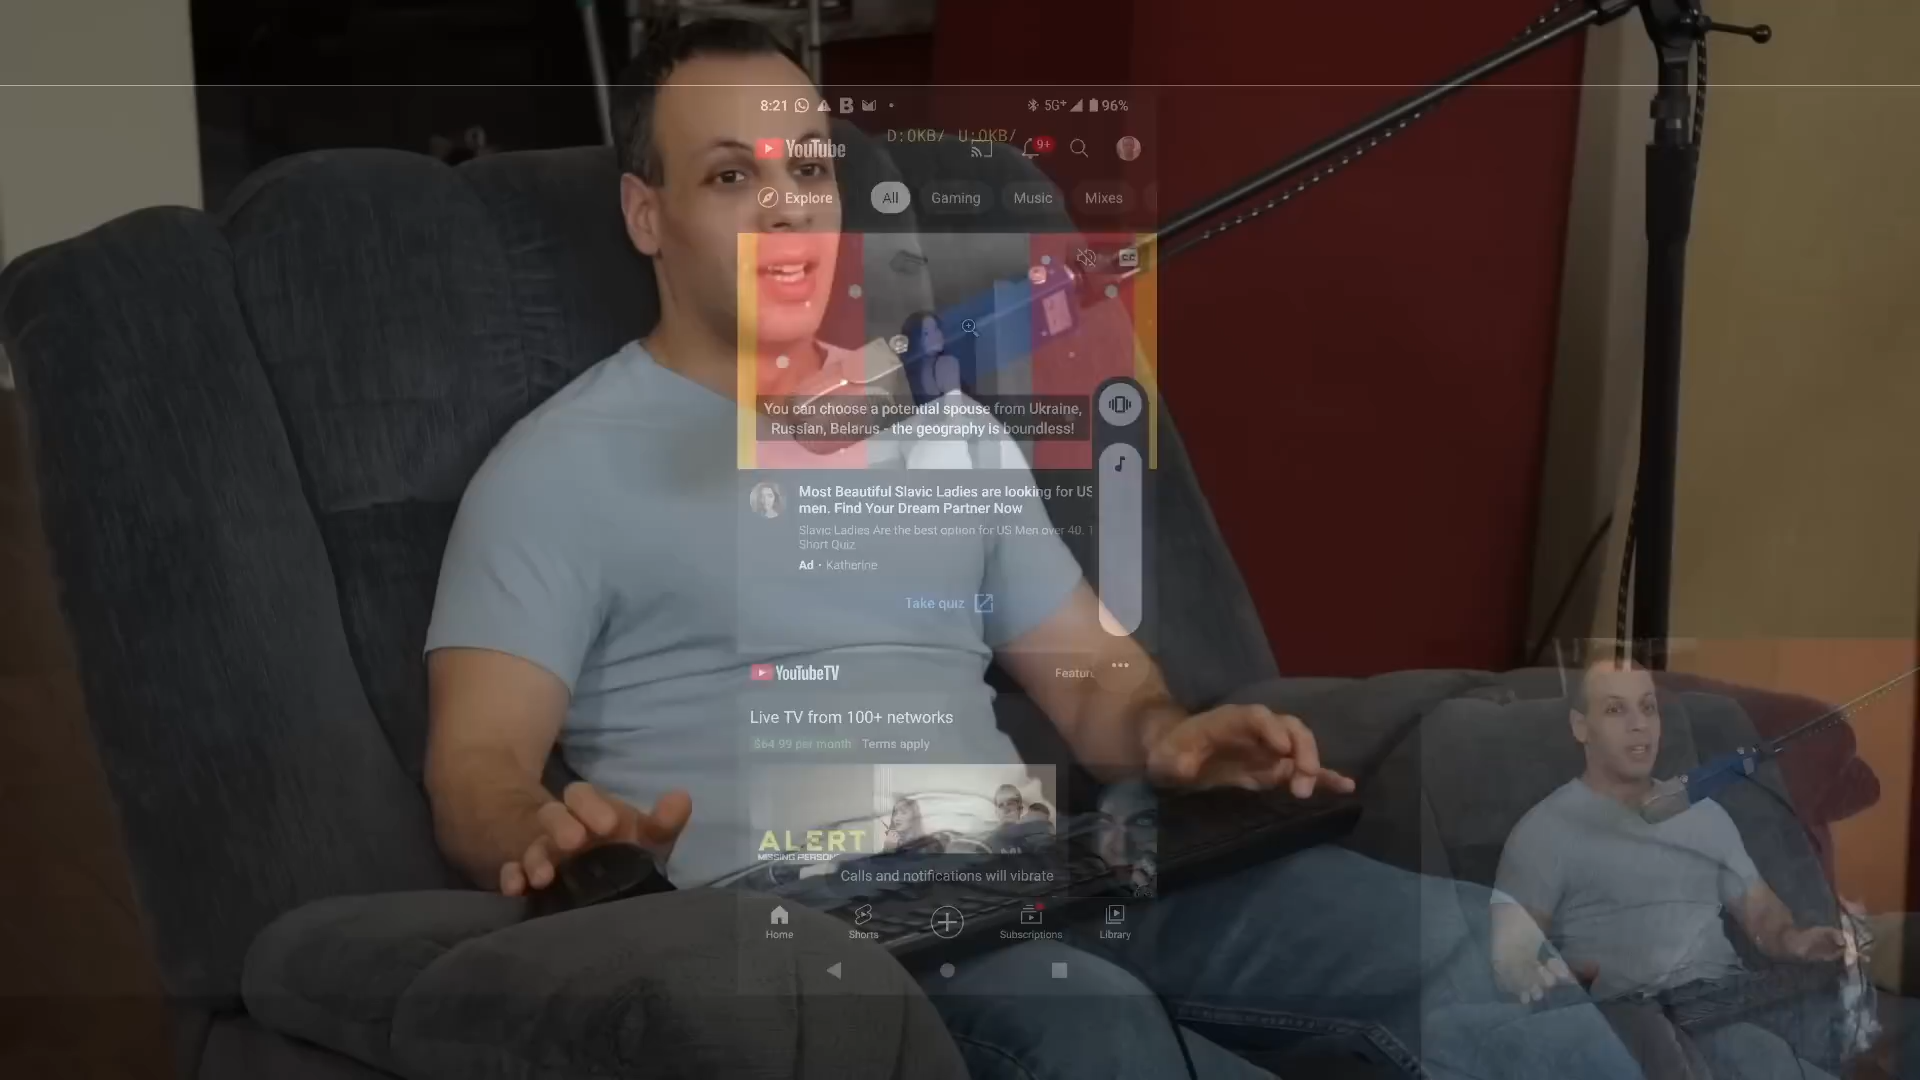 8:21
5G+ 96%
D:0KB/ U:0KB/
YouTube
9+
Explore
All
Gaming
Music
Mixes
CC
You can choose a potential spouse from Ukraine,
Russian, Belarus - the geography is boundless!
Most Beautiful Slavic Ladies are looking for US
men. Find Your Dream Partner Now
Slavic Ladies Are the best option for US Men over 40.
Short Quiz
Ad · Katherine
Take quiz
YouTubeTV
Live TV from 100+ networks
$64.99 per month Terms apply
ALERT
MISSING PERSON
Calls and notifications will vibrate
Home
Shorts
Subscriptions
Library